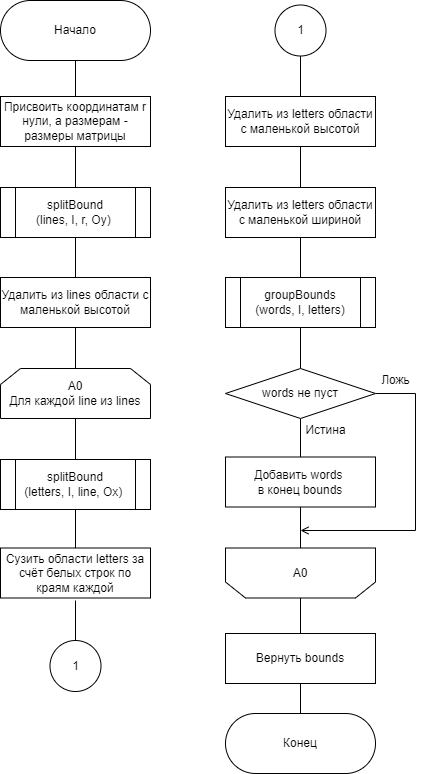 Начало
Присвоить координатам r
нули, а размерам -
размеры матрицы
splitBound
(lines, I, r, Oy)
Удалить из lines области с
маленькой высотой
A0
Для каждой line из lines
splitBound
(letters, I, line, Ox)
Сузить области letters за
счёт белых строк по
краям каждой
1
1
Удалить из letters области
с маленькой высотой
Удалить из letters области
с маленькой шириной
groupBounds
(words, I, letters)
words не пуст
Ложь
Истина
Добавить words
в конец bounds
A0
Вернуть bounds
Конец